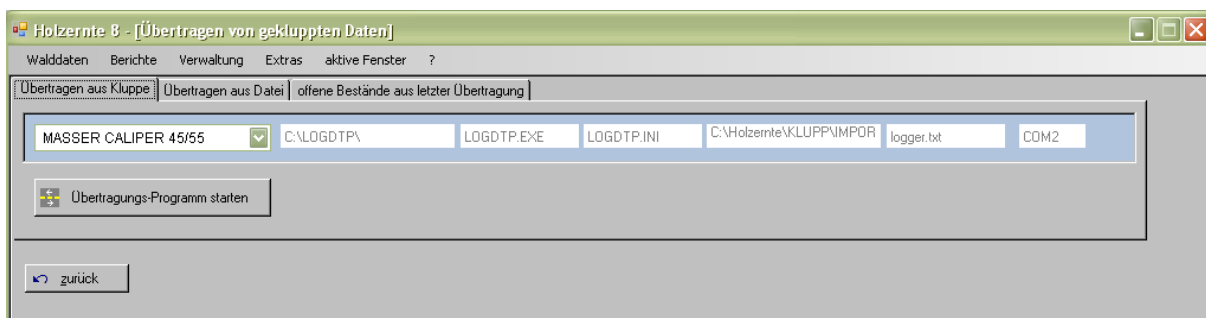 Holzernte 8 - [Übertragen von gekluppten Daten]
Walddaten Berichte Verwaltung Extras aktive Fenster ?
Übertragen aus Kluppe Übertragen aus Datei offene Bestände aus letzter Übertragung
MASSER CALIPER 45/55 C:\LOGDTP\ LOGDTP.EXE LOGDTP.INI C:\Holzernte\KLUPP\IMPOR logger.txt COM2
Übertragungs-Programm starten
zurück